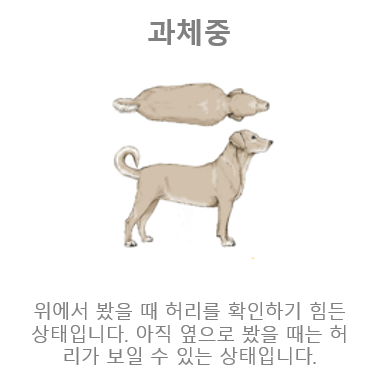 과체중
위에서 봤을 때 허리를 확인하기 힘든
상태입니다. 아직 옆으로 봤을 때는 허
리가 보일 수 있는 상태입니다.